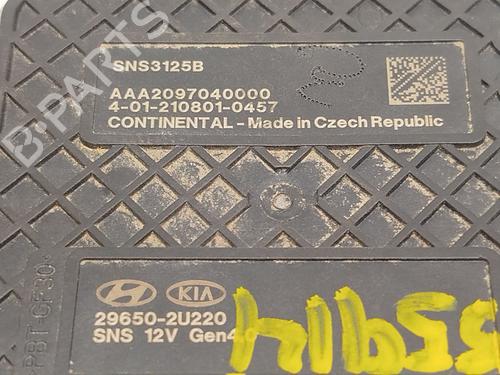 SNS3125B
AAA2097040000
4-01-210801-0457
CONTINENTAL - Made in Czech Republic
PBT GF30
HYUNDAI KIA
29650-2U220
SNS 12V Gen4.0
B-PARTS